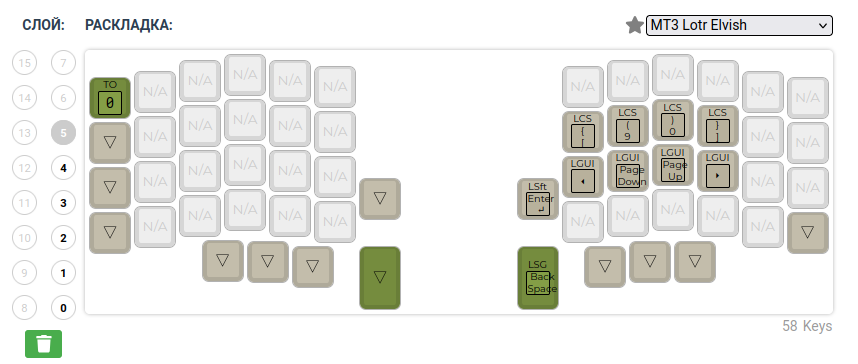 СЛОЙ: РАСКЛАДКА: MT3 Lotr Elvish
15 7
14 6
13 5
12 4
11 3
10 2
9 1
8 0
TO N/A N/A N/A N/A N/A N/A N/A N/A N/A N/A N/A
0
N/A N/A N/A N/A N/A LCS LCS LCS LCS N/A N/A
{ ( ) }
[ 9 0 ]
N/A N/A N/A N/A N/A LGUI LGUI LGUI LGUI N/A N/A
Page Page
Down Up
N/A N/A N/A N/A N/A LSft N/A N/A N/A N/A N/A
Enter
LSG
Back
Space
58 Keys